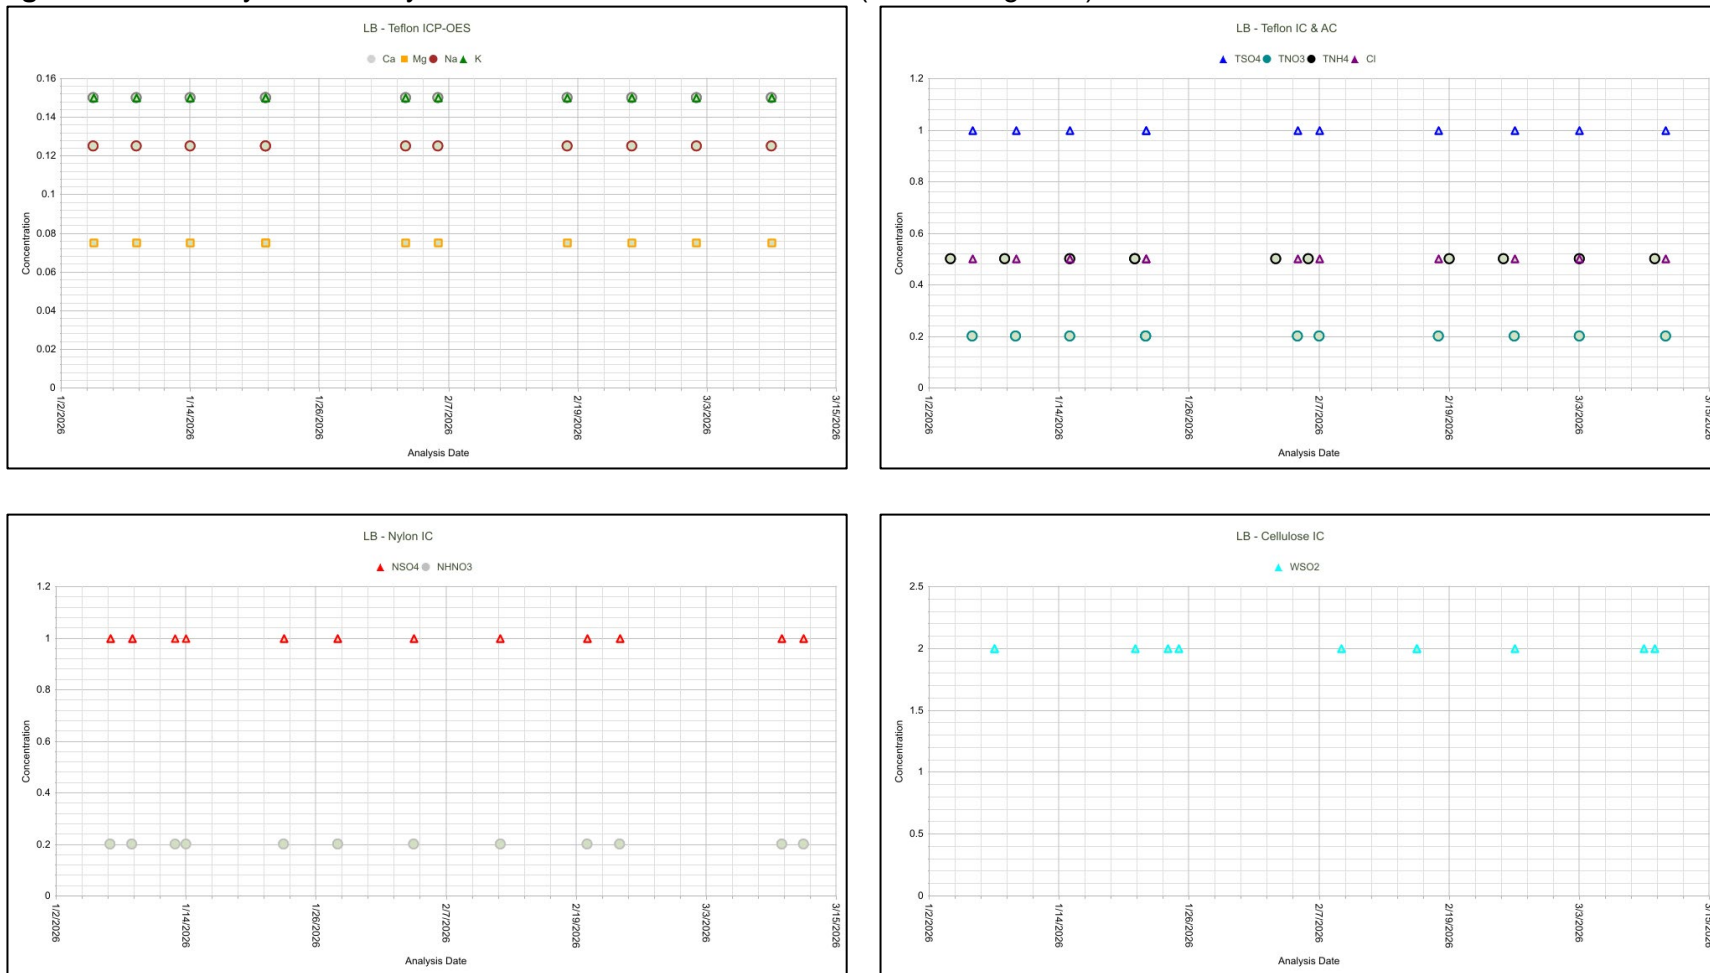 LB - Teflon ICP-OES
Ca Mg Na K
0.16
0.14
0.12
0.1
0.08
0.06
0.04
0.02
0
Concentration
1/2/2026 1/14/2026 1/26/2026 2/7/2026 2/19/2026 3/3/2026 3/15/2026
Analysis Date
LB - Teflon IC & AC
TSO4 TNO3 TNH4 Cl
1.2
1
0.8
0.6
0.4
0.2
0
Concentration
1/2/2026 1/14/2026 1/26/2026 2/7/2026 2/19/2026 3/3/2026 3/15/2026
Analysis Date
LB - Nylon IC
NSO4 NHNO3
1.2
1
0.8
0.6
0.4
0.2
0
Concentration
1/2/2026 1/14/2026 1/26/2026 2/7/2026 2/19/2026 3/3/2026 3/15/2026
Analysis Date
LB - Cellulose IC
WSO2
2.5
2
1.5
1
0.5
0
Concentration
1/2/2026 1/14/2026 1/26/2026 2/7/2026 2/19/2026 3/3/2026 3/15/2026
Analysis Date